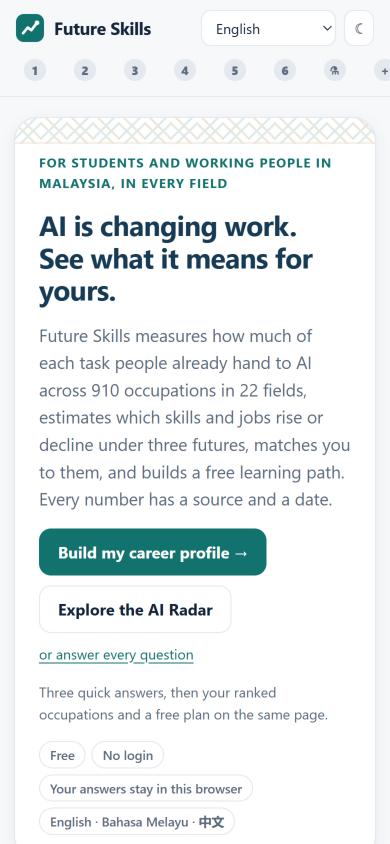 Future Skills
English
1 2 3 4 5 6
FOR STUDENTS AND WORKING PEOPLE IN
MALAYSIA, IN EVERY FIELD
AI is changing work.
See what it means for
yours.
Future Skills measures how much of
each task people already hand to AI
across 910 occupations in 22 fields,
estimates which skills and jobs rise or
decline under three futures, matches you
to them, and builds a free learning path.
Every number has a source and a date.
Build my career profile →
Explore the AI Radar
or answer every question
Three quick answers, then your ranked
occupations and a free plan on the same page.
Free No login
Your answers stay in this browser
English · Bahasa Melayu · 中文